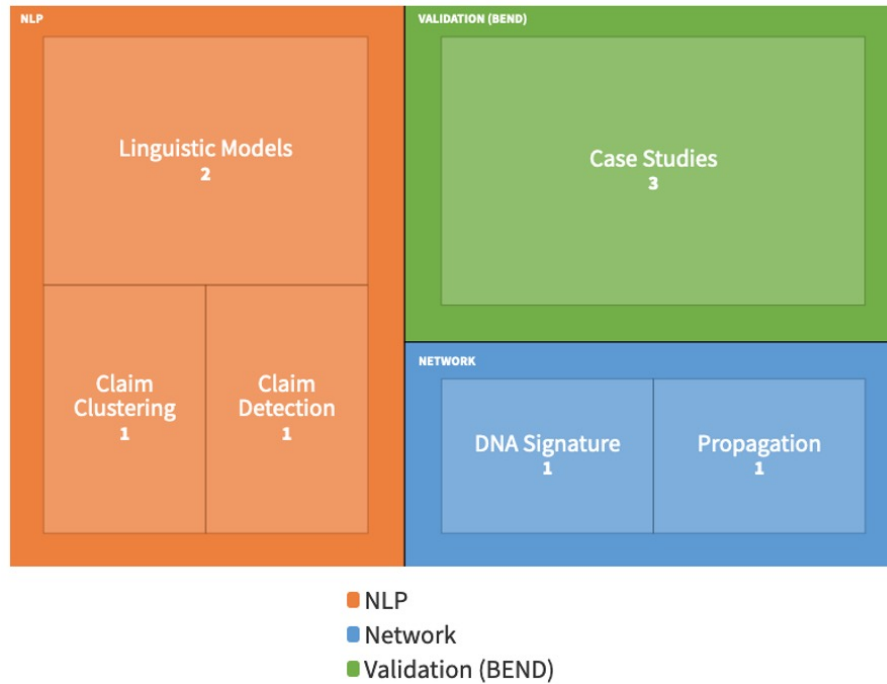 NLP
Linguistic Models
2
Claim
Clustering
1
Claim
Detection
1
VALIDATION (BEND)
Case Studies
3
NETWORK
DNA Signature
1
Propagation
1
NLP
Network
Validation (BEND)